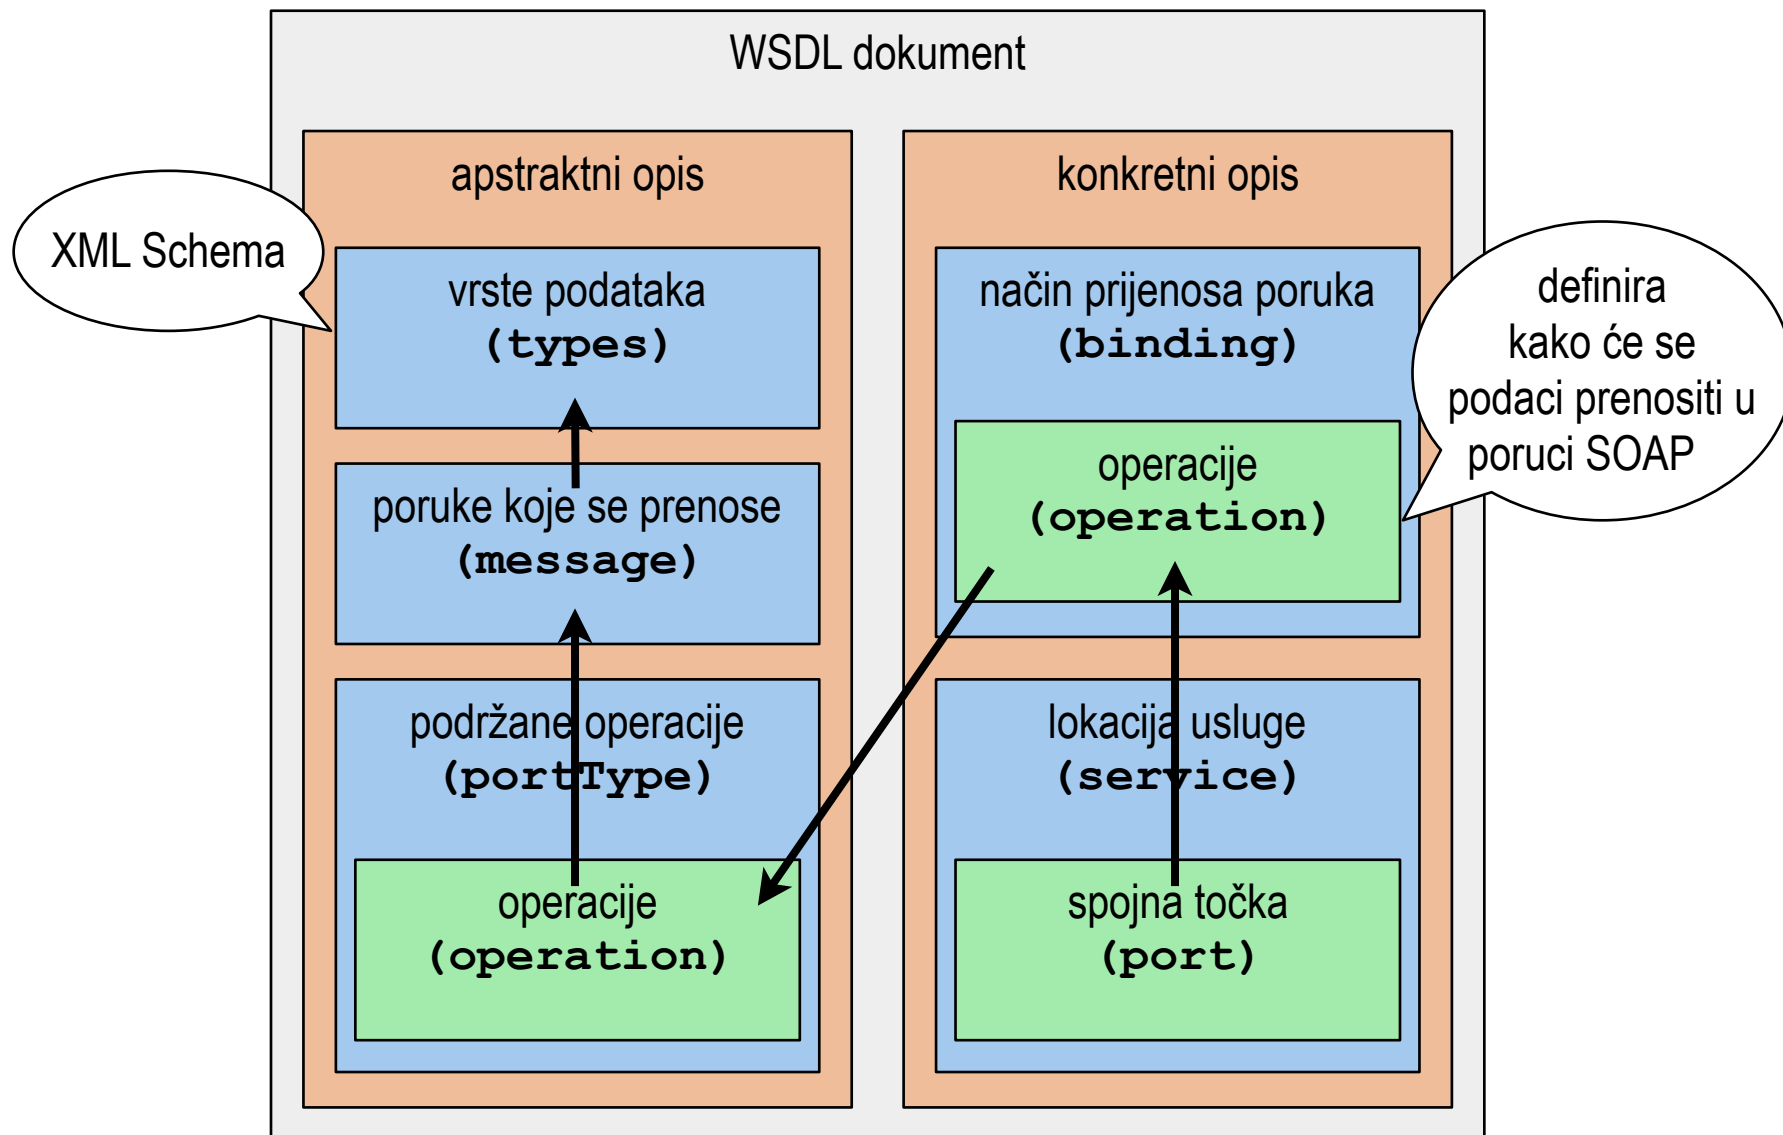 WSDL dokument
apstraktni opis
XML Schema
vrste podataka
(types)
poruke koje se prenose
(message)
podržane operacije
(portType)
operacije
(operation)
konkretni opis
način prijenosa poruka
(binding)
operacije
(operation)
definira
kako će se
podaci prenositi u
poruci SOAP
lokacija usluge
(service)
spojna točka
(port)